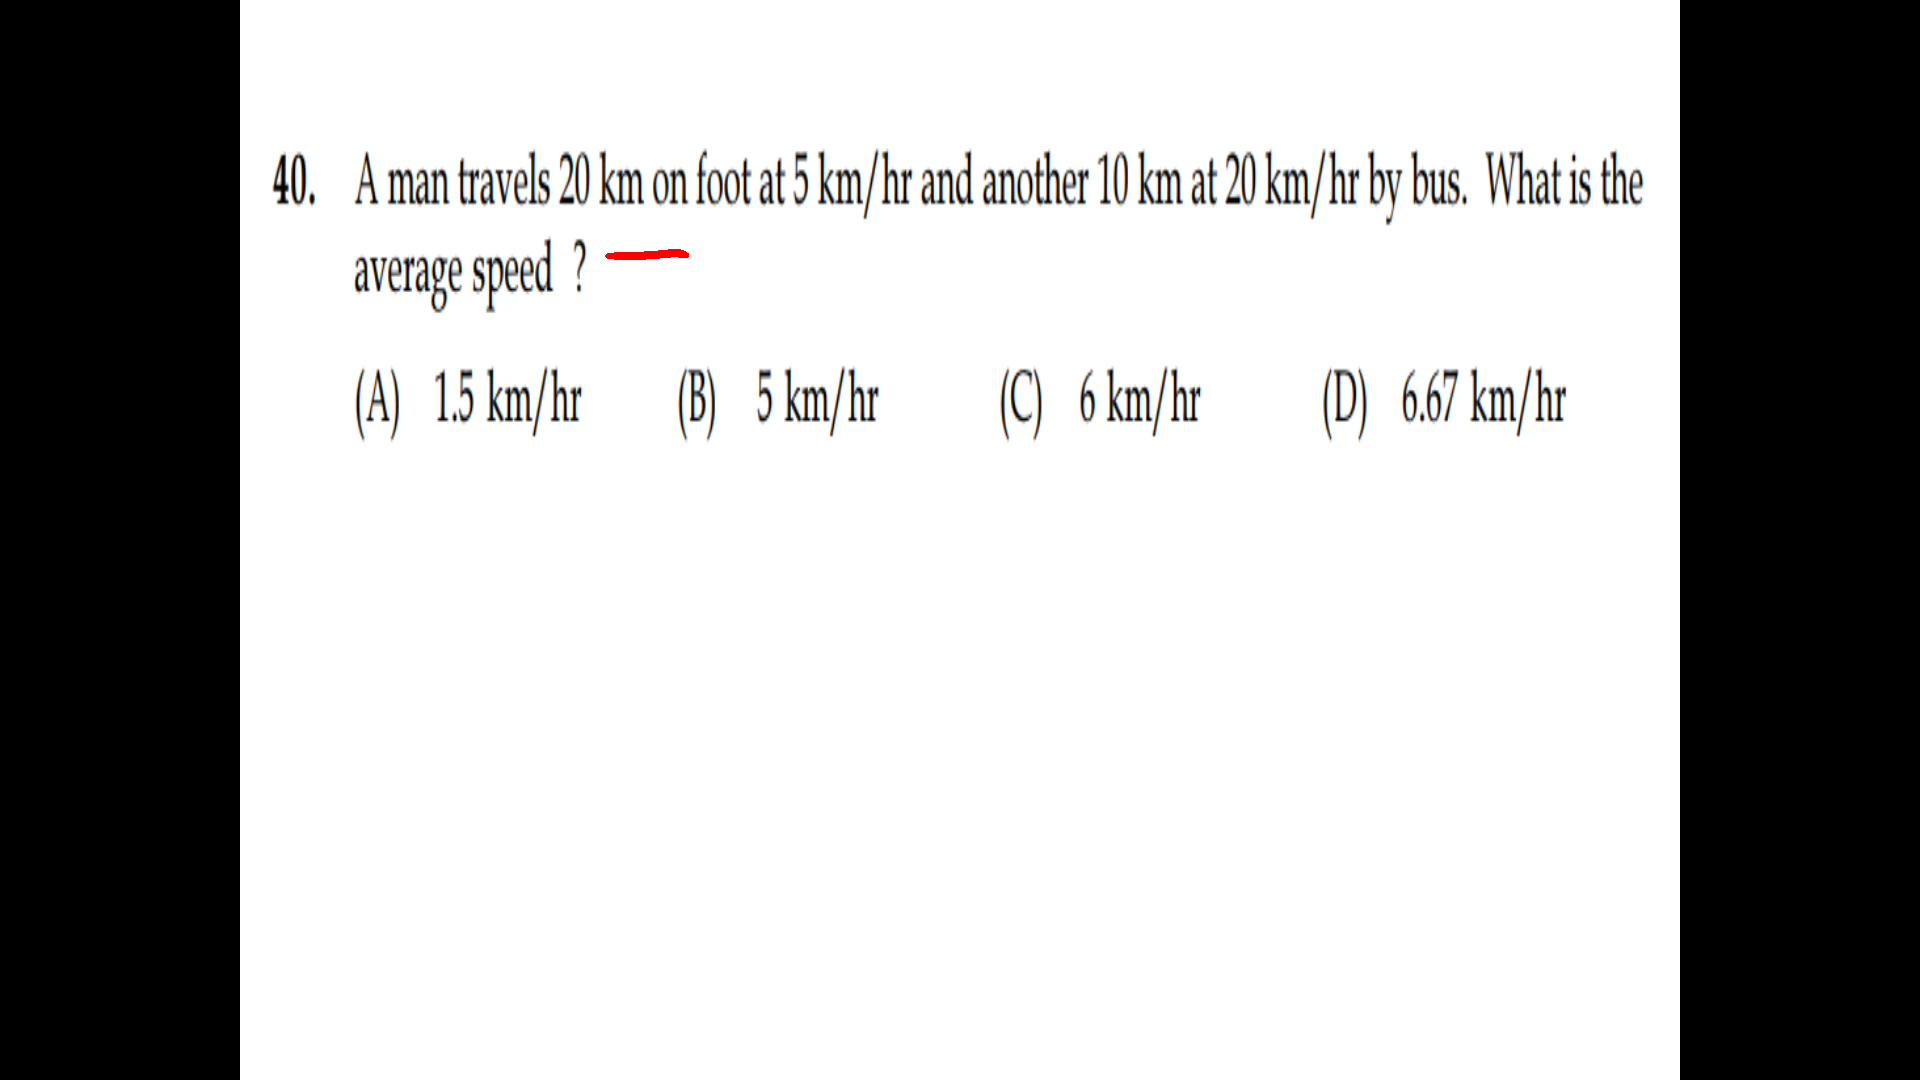 40. A man travels 20 km on foot at 5 km/hr and another 10 km at 20 km/hr by bus. What is the
average speed ?
(A) 1.5 km/hr (B) 5 km/hr (C) 6 km/hr (D) 6.67 km/hr